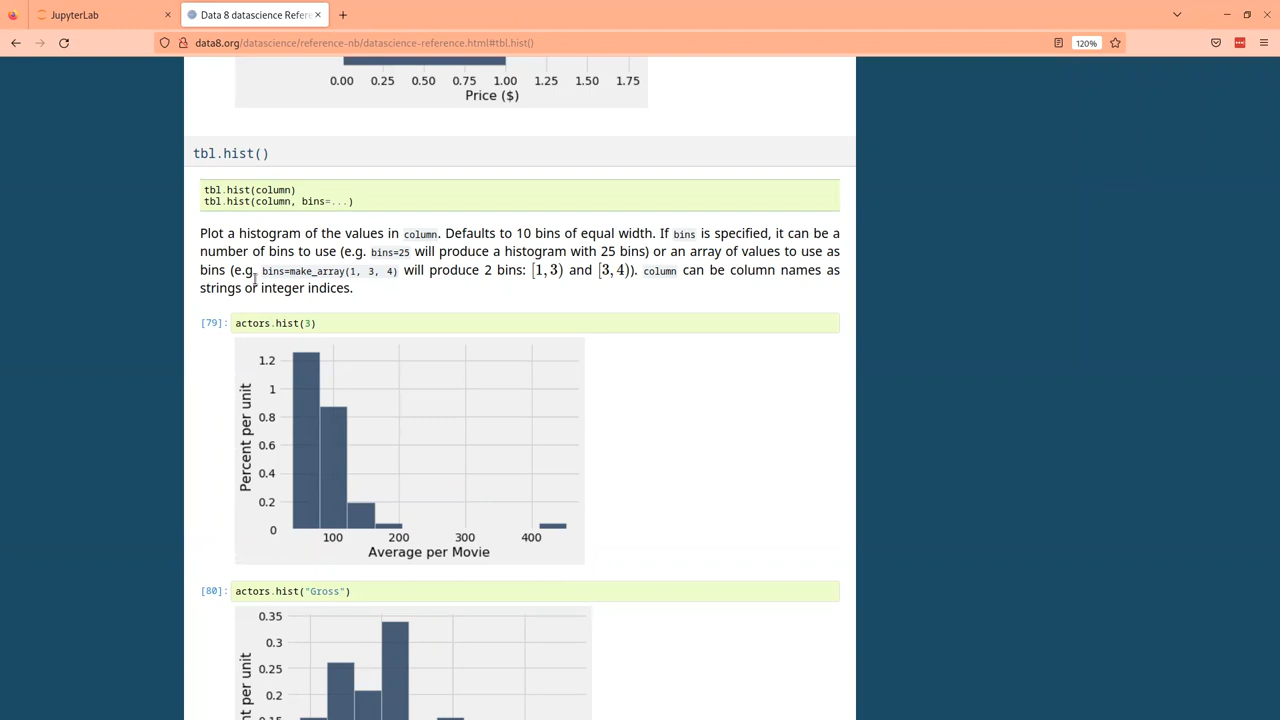 JupyterLab
Data 8 datascience Refere
data8.org/datascience/reference-nb/datascience-reference.html#tbl.hist()
120%
0.00 0.25 0.50 0.75 1.00 1.25 1.50 1.75
Price ($)
tbl.hist()
tbl.hist(column)
tbl.hist(column, bins=...)
Plot a histogram of the values in column. Defaults to 10 bins of equal width. If bins is specified, it can be a
number of bins to use (e.g. bins=25 will produce a histogram with 25 bins) or an array of values to use as
bins (e.g. bins=make_array(1, 3, 4) will produce 2 bins: [1, 3) and [3, 4)). column can be column names as
strings or integer indices.
[79]: actors.hist(3)
1.2
1
0.8
0.6
0.4
0.2
0
Percent per unit
100 200 300 400
Average per Movie
[80]: actors.hist("Gross")
0.35
0.3
0.25
0.2
0.15
nt per unit